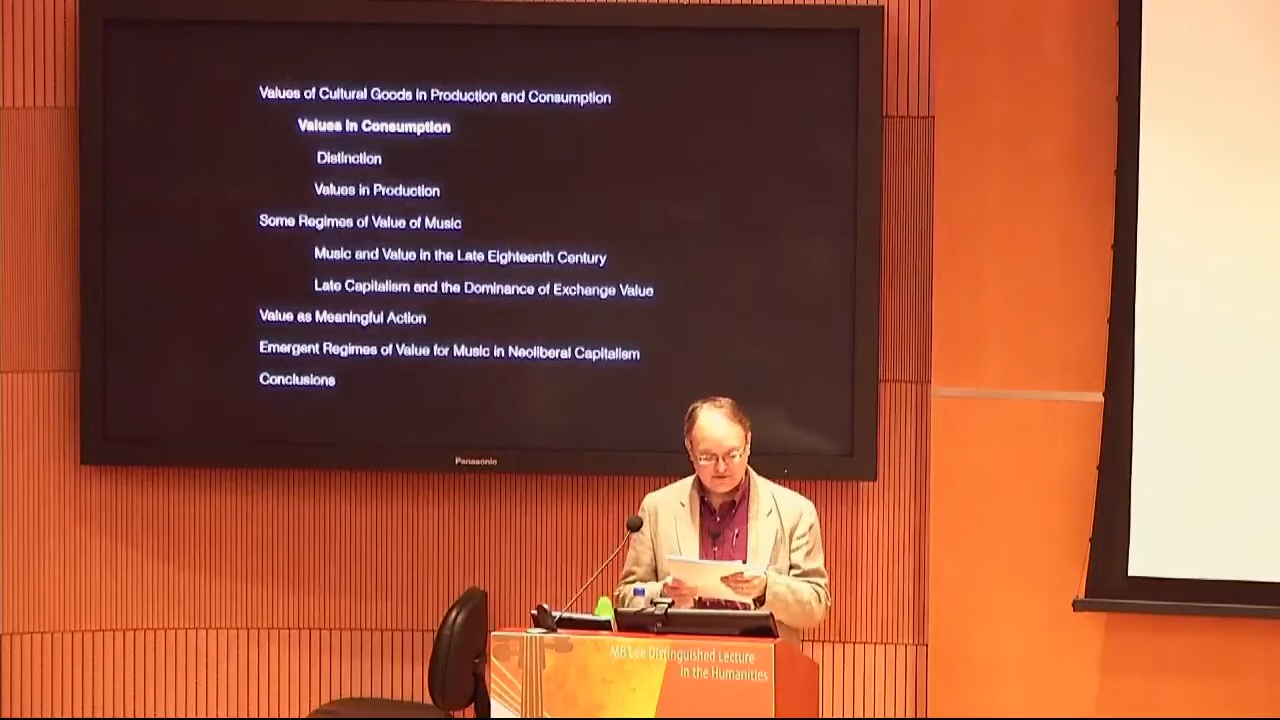 Values of Cultural Goods in Production and Consumption
Values in Consumption
Distinction
Values in Production
Some Regimes of Value of Music
Music and Value in the Late Eighteenth Century
Late Capitalism and the Dominance of Exchange Value
Value as Meaningful Action
Emergent Regimes of Value for Music in Neoliberal Capitalism
Conclusions
Panasonic
MB Lee Distinguished Lecture
in the Humanities